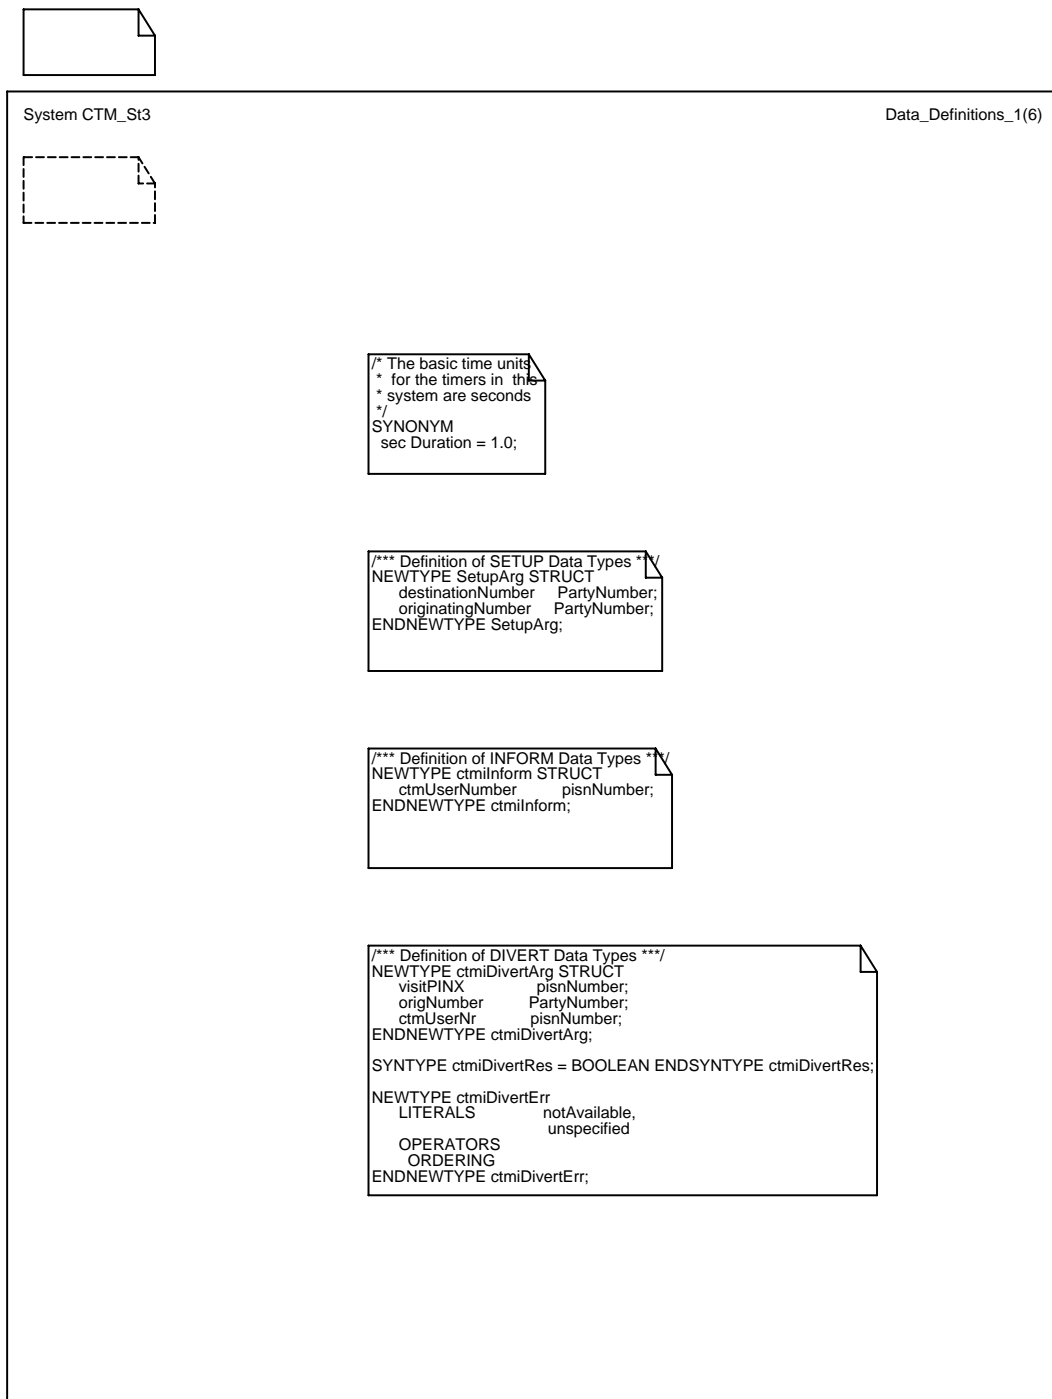 System CTM_St3
Data_Definitions_1(6)
/* The basic time units
* for the timers in this
* system are seconds
*/
SYNONYM
sec Duration = 1.0;
/*** Definition of SETUP Data Types ***/
NEWTYPE SetupArg STRUCT
destinationNumber PartyNumber;
originatingNumber PartyNumber;
ENDNEWTYPE SetupArg;
/*** Definition of INFORM Data Types ***/
NEWTYPE ctmiInform STRUCT
ctmUserNumber pisnNumber;
ENDNEWTYPE ctmiInform;
/*** Definition of DIVERT Data Types ***/
NEWTYPE ctmiDivertArg STRUCT
visitPINX pisnNumber;
origNumber PartyNumber;
ctmUserNr pisnNumber;
ENDNEWTYPE ctmiDivertArg;
SYNTYPE ctmiDivertRes = BOOLEAN ENDSYNTYPE ctmiDivertRes;
NEWTYPE ctmiDivertErr
LITERALS notAvailable,
unspecified
OPERATORS
ORDERING
ENDNEWTYPE ctmiDivertErr;